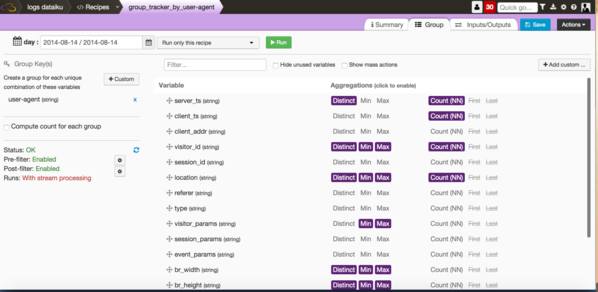 logs dataiku
</> Recipes
group_tracker_by_user-agent
30
Quick go...
Summary
Group
Inputs/Outputs
Save
Actions
day : 2014-08-14 / 2014-08-14
Run only this recipe
Run
Group Key(s)
Create a group for each unique
combination of these variables
+ Custom
user-agent (string) x
Compute count for each group
Status: OK
Pre-filter: Enabled
Post-filter: Enabled
Runs: With stream processing
Filter...
Hide unused variables
Show mass actions
+ Add custom ...
Variable Aggregations (click to enable)
server_ts (string) Distinct Min Max Count (NN) First Last
client_ts (string) Distinct Min Max Count (NN) First Last
client_addr (string) Distinct Min Max Count (NN) First Last
visitor_id (string) Distinct Min Max Count (NN) First Last
session_id (string) Distinct Min Max Count (NN) First Last
location (string) Distinct Min Max Count (NN) First Last
referer (string) Distinct Min Max Count (NN) First Last
type (string) Distinct Min Max Count (NN) First Last
visitor_params (string) Distinct Min Max Count (NN) First Last
session_params (string) Distinct Min Max Count (NN) First Last
event_params (string) Distinct Min Max Count (NN) First Last
br_width (string) Distinct Min Max Count (NN) First Last
br_height (string) Distinct Min Max Count (NN) First Last